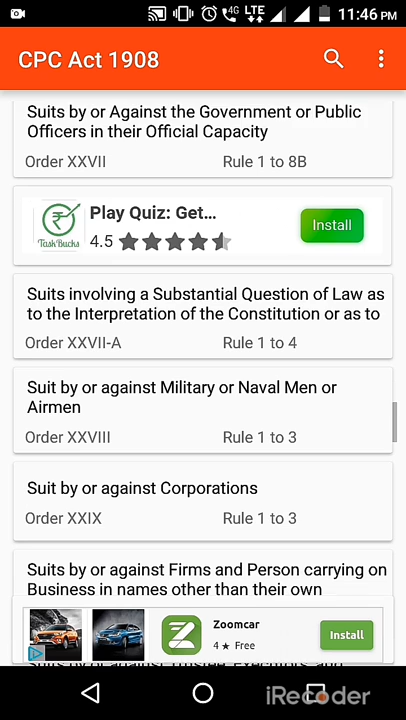 4G LTE 11:46 PM
CPC Act 1908
Suits by or Against the Government or Public
Officers in their Official Capacity
Order XXVII Rule 1 to 8B
Play Quiz: Get...
TaskBucks
4.5
Install
Suits involving a Substantial Question of Law as
to the Interpretation of the Constitution or as to
Order XXVII-A Rule 1 to 4
Suit by or against Military or Naval Men or
Airmen
Order XXVIII Rule 1 to 3
Suit by or against Corporations
Order XXIX Rule 1 to 3
Suits by or against Firms and Person carrying on
Business in names other than their own
Zoomcar
4★ Free
Install
iRecorder